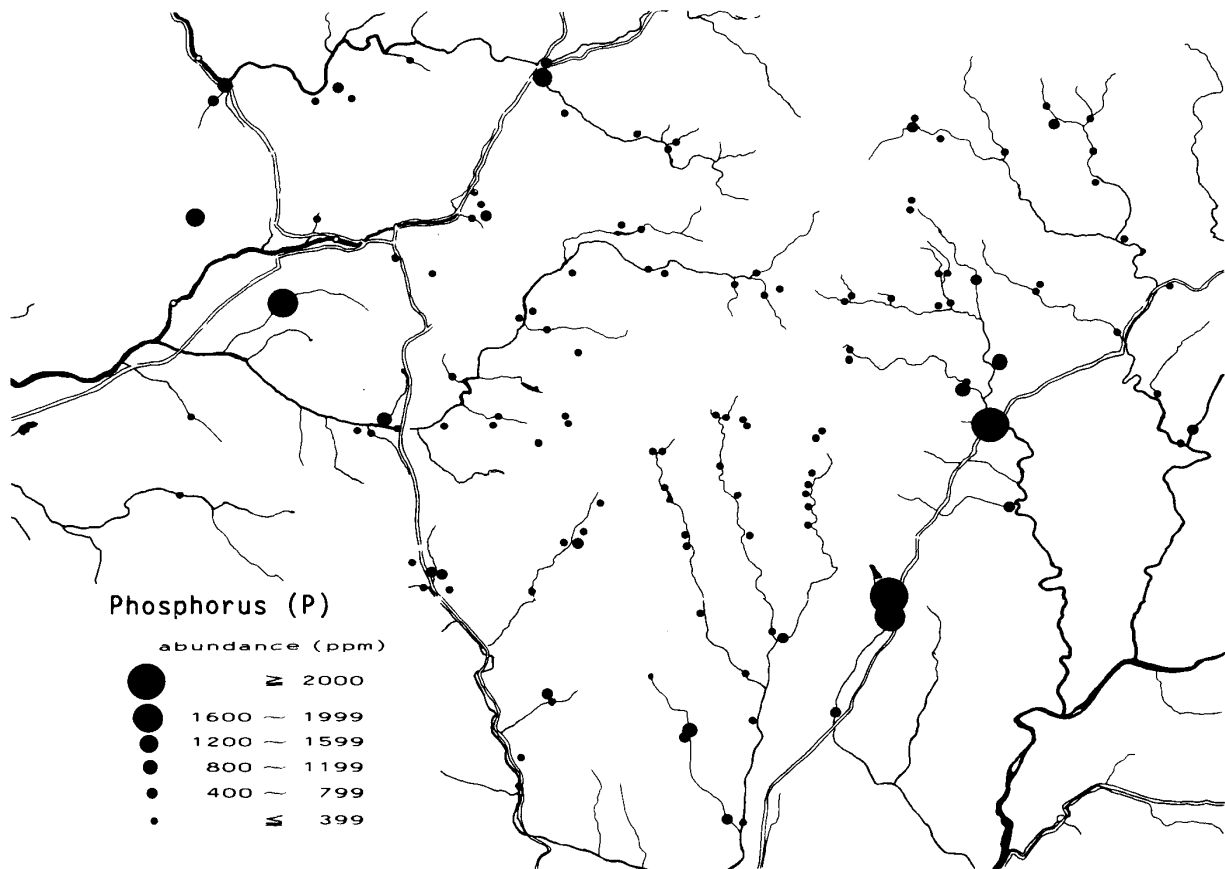 Phosphorus (P)
abundance (ppm)
≧ 2000
1600 ～ 1999
1200 ～ 1599
800 ～ 1199
400 ～ 799
≦ 399